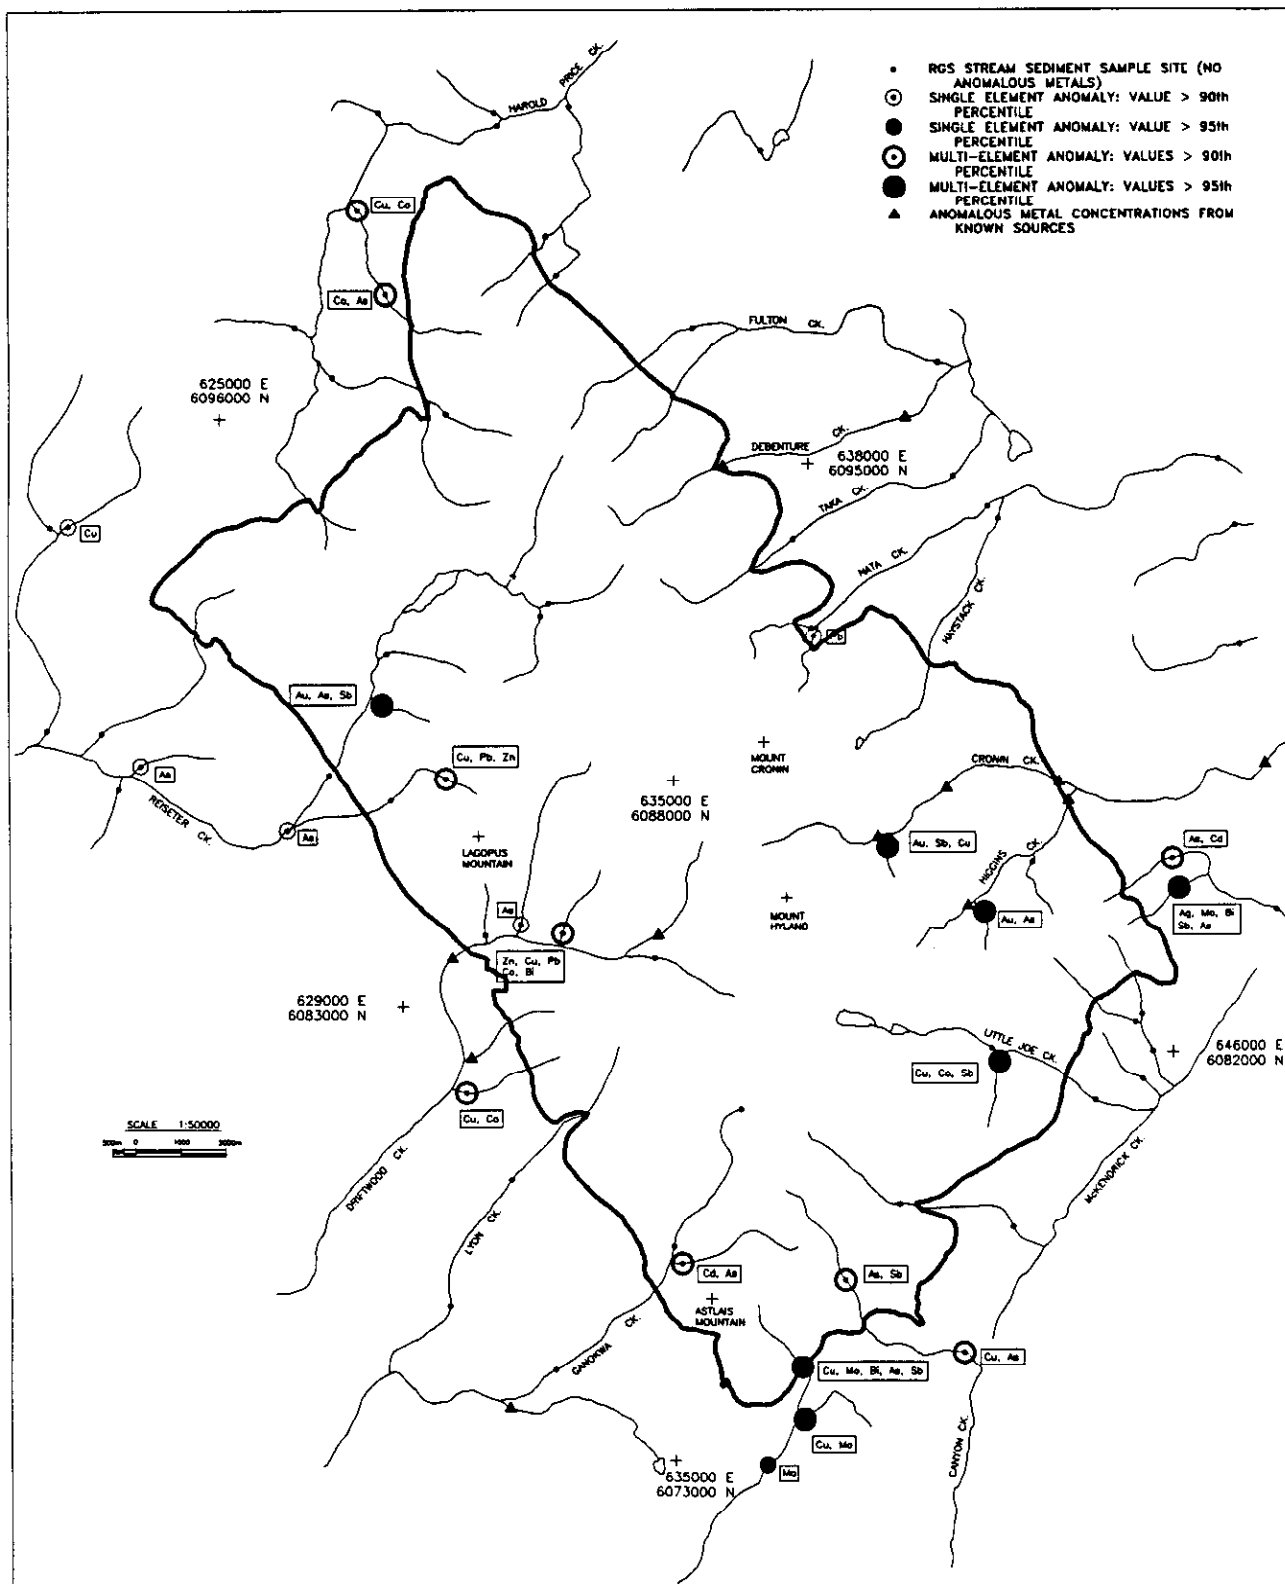 RGS STREAM SEDIMENT SAMPLE SITE (NO
ANOMALOUS METALS)
SINGLE ELEMENT ANOMALY: VALUE > 90th
PERCENTILE
SINGLE ELEMENT ANOMALY: VALUE > 95th
PERCENTILE
MULTI-ELEMENT ANOMALY: VALUES > 90th
PERCENTILE
MULTI-ELEMENT ANOMALY: VALUES > 95th
PERCENTILE
ANOMALOUS METAL CONCENTRATIONS FROM
KNOWN SOURCES
HAROLD PRICE CK.
Cu, Co
Co, As
FULTON CK.
625000 E
6096000 N
DEBENTURE CK.
638000 E
6095000 N
TAKA CK.
Cu
HATA CK.
HAYSTACK CK.
Pb
Au, As, Sb
MOUNT
CRONIN
CRONIN CK.
Cu, Pb, Zn
As
REISETER CK.
635000 E
6088000 N
As
LAGOPUS
MOUNTAIN
Au, Sb, Cu
HIGGINS CK.
As, Cd
As
MOUNT
HYLAND
Au, As
Ag, Mo, Bi
Sb, As
Zn, Cu, Pb
Co, Bi
629000 E
6083000 N
LITTLE JOE CK.
646000 E
6082000 N
Cu, Co, Sb
Cu, Co
SCALE 1:50000
500m 0 1000 2000m
DRIFTWOOD CK.
LYON CK.
McKENDRICK CK.
Cd, As
As, Sb
ASTLAIS
MOUNTAIN
GANOKWA CK.
Cu, As
Cu, Mo, Bi, As, Sb
Cu, Mo
CANYON CK.
Mo
635000 E
6073000 N